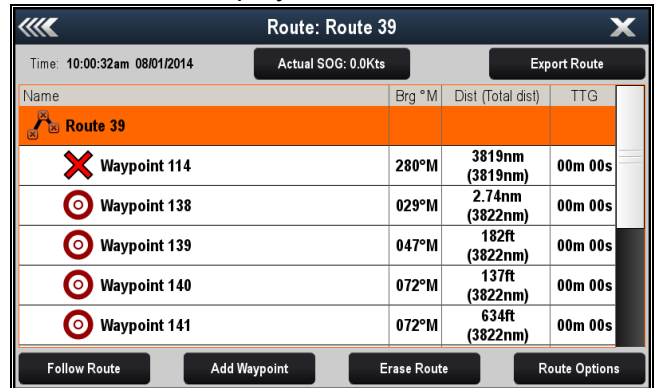 Route: Route 39
Time: 10:00:32am 08/01/2014 Actual SOG: 0.0Kts Export Route
Name Brg °M Dist (Total dist) TTG
Route 39
Waypoint 114 280°M 3819nm (3819nm) 00m 00s
Waypoint 138 029°M 2.74nm (3822nm) 00m 00s
Waypoint 139 047°M 182ft (3822nm) 00m 00s
Waypoint 140 072°M 137ft (3822nm) 00m 00s
Waypoint 141 072°M 634ft (3822nm) 00m 00s
Follow Route Add Waypoint Erase Route Route Options